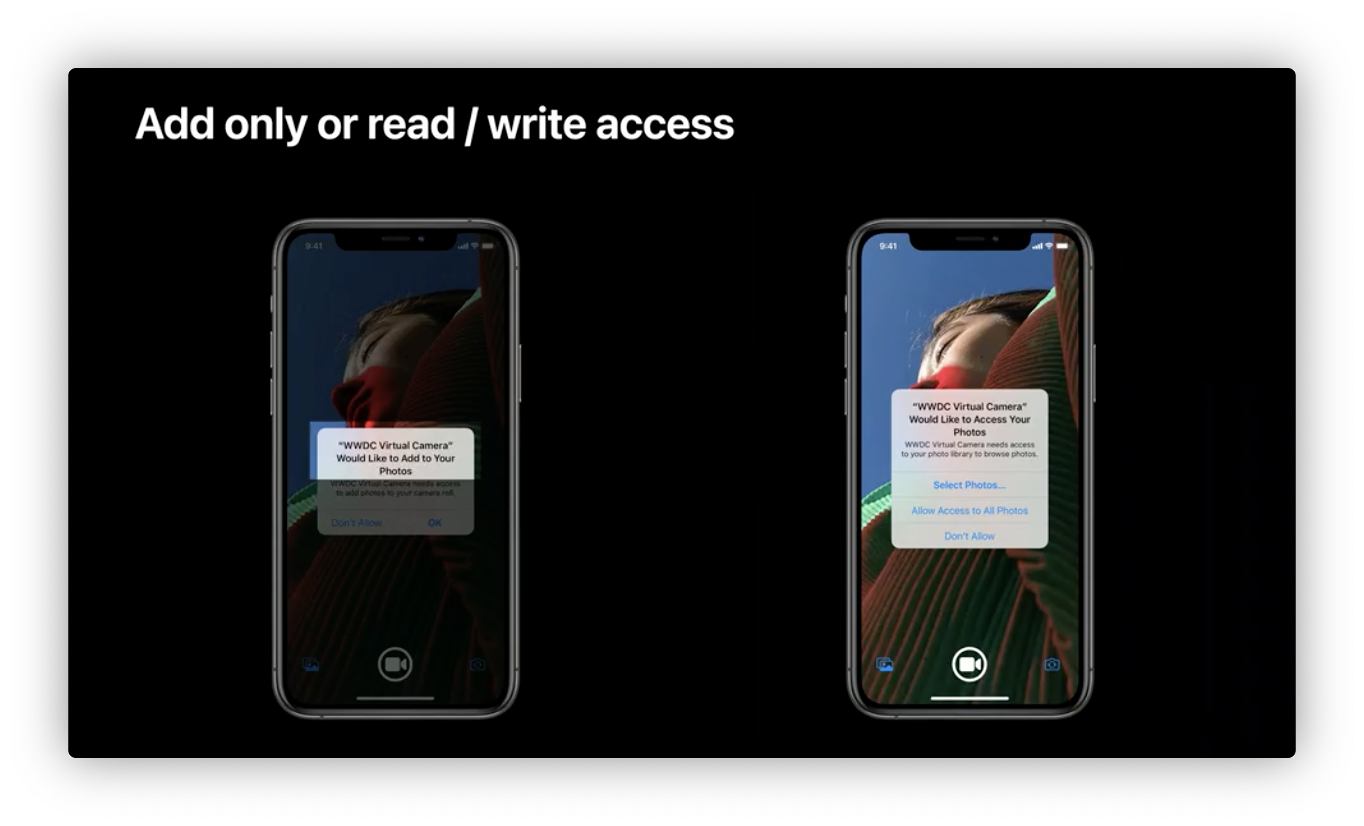 Add only or read / write access
9:41
“WWDC Virtual Camera”
Would Like to Add to Your
Photos
WWDC Virtual Camera needs access
to add photos to your camera roll.
Don't Allow OK
9:41
“WWDC Virtual Camera”
Would Like to Access Your
Photos
WWDC Virtual Camera needs access
to your photo library to browse photos.
Select Photos...
Allow Access to All Photos
Don't Allow